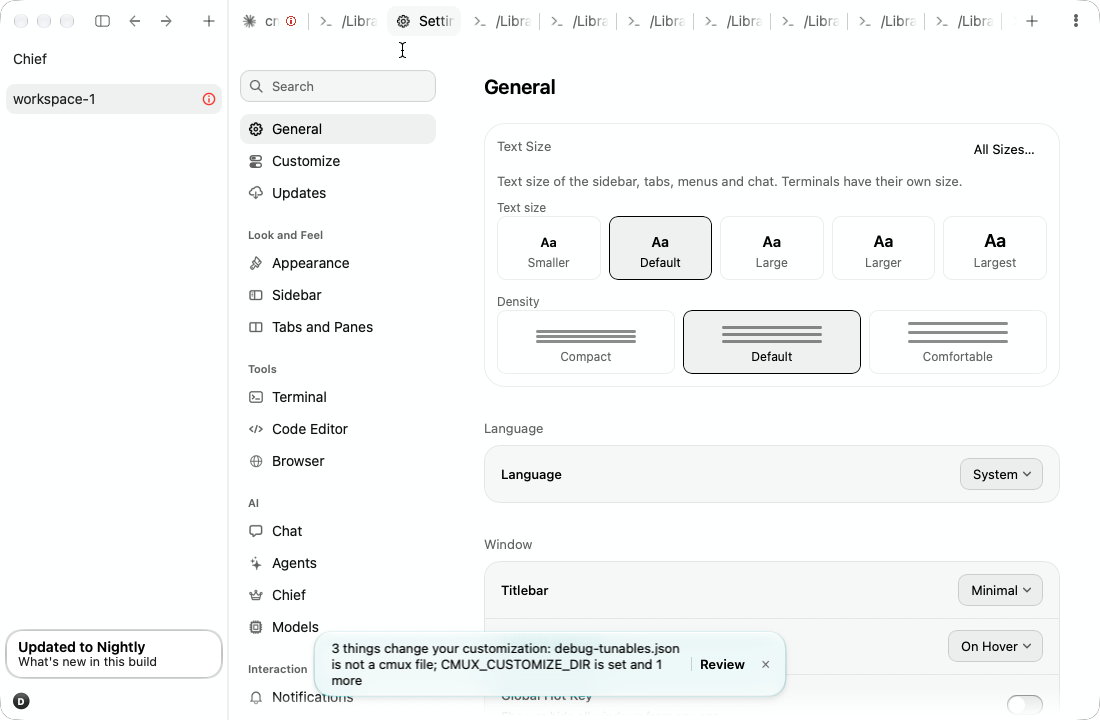 Chief
workspace-1
Updated to Nightly
What's new in this build
D
cr
/Libra
Settin
/Libra
/Libra
/Libra
/Libra
/Libra
/Libra
/Libra
Search
General
Customize
Updates
Look and Feel
Appearance
Sidebar
Tabs and Panes
Tools
Terminal
Code Editor
Browser
AI
Chat
Agents
Chief
Models
Interaction
Notifications
General
Text Size
All Sizes...
Text size of the sidebar, tabs, menus and chat. Terminals have their own size.
Text size
Aa Aa Aa Aa Aa
Smaller Default Large Larger Largest
Density
Compact Default Comfortable
Language
Language System
Window
Titlebar Minimal
On Hover
Global Hot Key
3 things change your customization: debug-tunables.json
is not a cmux file; CMUX_CUSTOMIZE_DIR is set and 1
more
Review